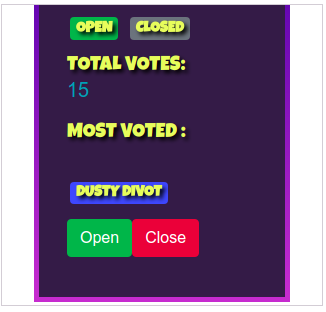 OPEN CLOSED
TOTAL VOTES:
15
MOST VOTED :
DUSTY DIVOT
Open Close